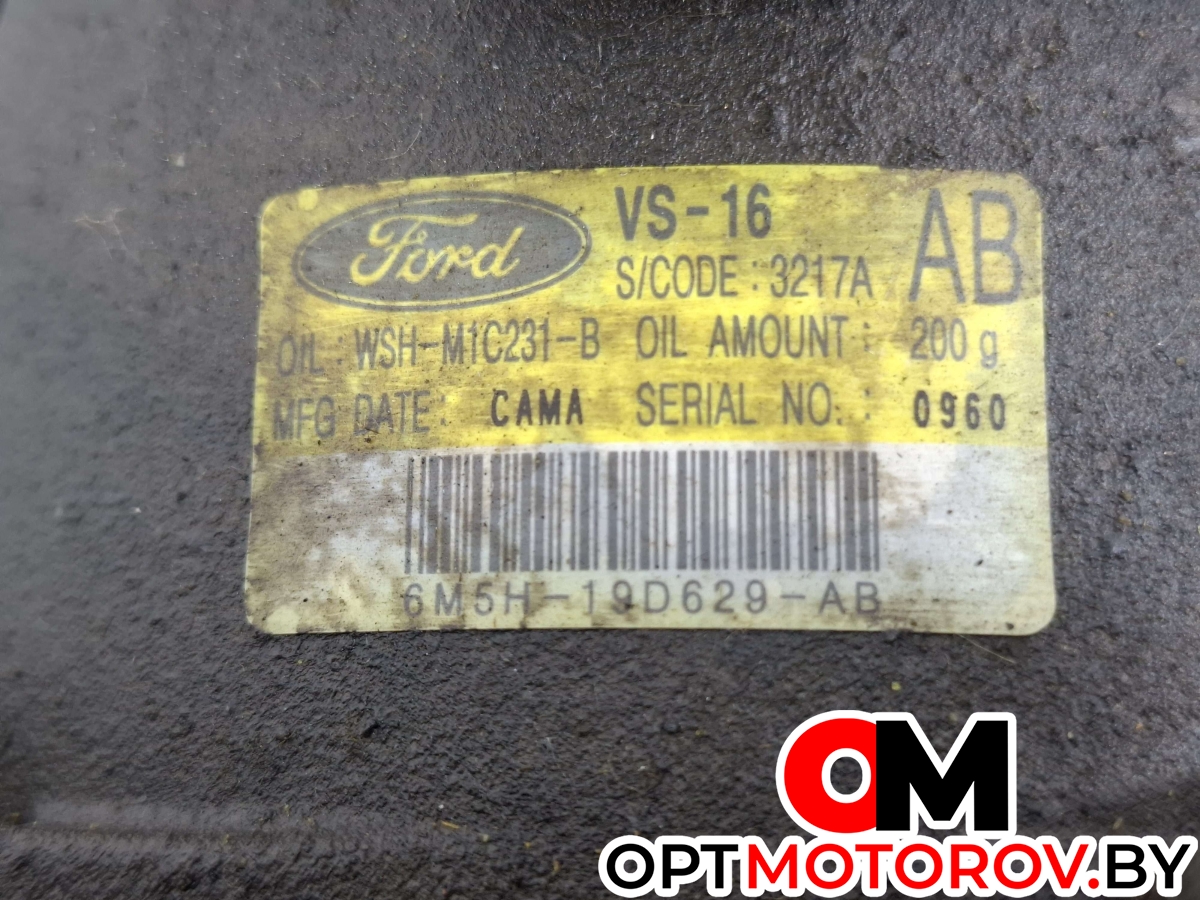 Ford
VS-16
AB
S/CODE : 3217A
OIL : WSH-M1C231-B OIL AMOUNT : 200 g
MFG DATE : CAMA SERIAL NO. : 0960
6M5H-19D629-AB
OM
OPTMOTOROV.BY